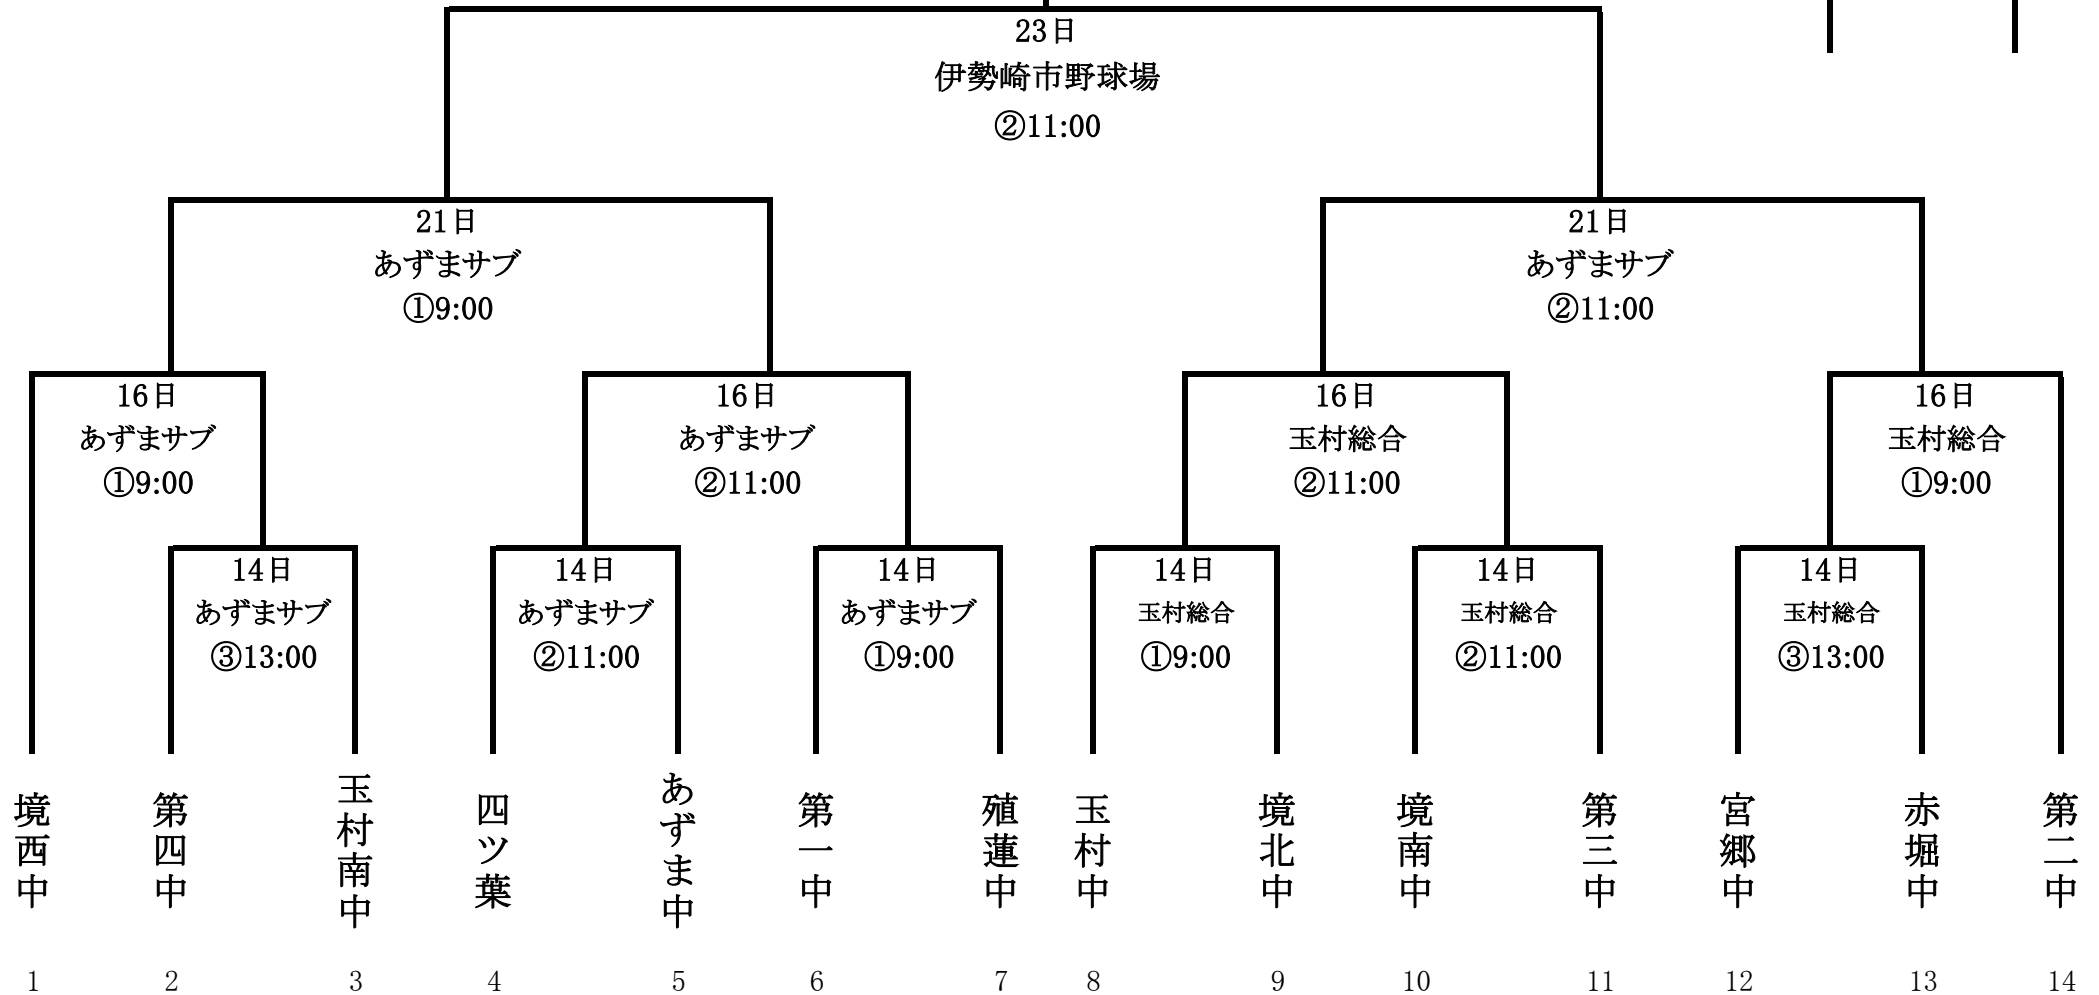 23日
伊勢崎市野球場
②11:00
21日
あずまサブ
①9:00
21日
あずまサブ
②11:00
16日
あずまサブ
①9:00
16日
あずまサブ
②11:00
16日
玉村総合
②11:00
16日
玉村総合
①9:00
14日
あずまサブ
③13:00
14日
あずまサブ
②11:00
14日
あずまサブ
①9:00
14日
玉村総合
①9:00
14日
玉村総合
②11:00
14日
玉村総合
③13:00
境西中
第四中
玉村南中
四ツ葉
あずま中
第一中
殖蓮中
玉村中
境北中
境南中
第三中
宮郷中
赤堀中
第二中
1 2 3 4 5 6 7 8 9 10 11 12 13 14